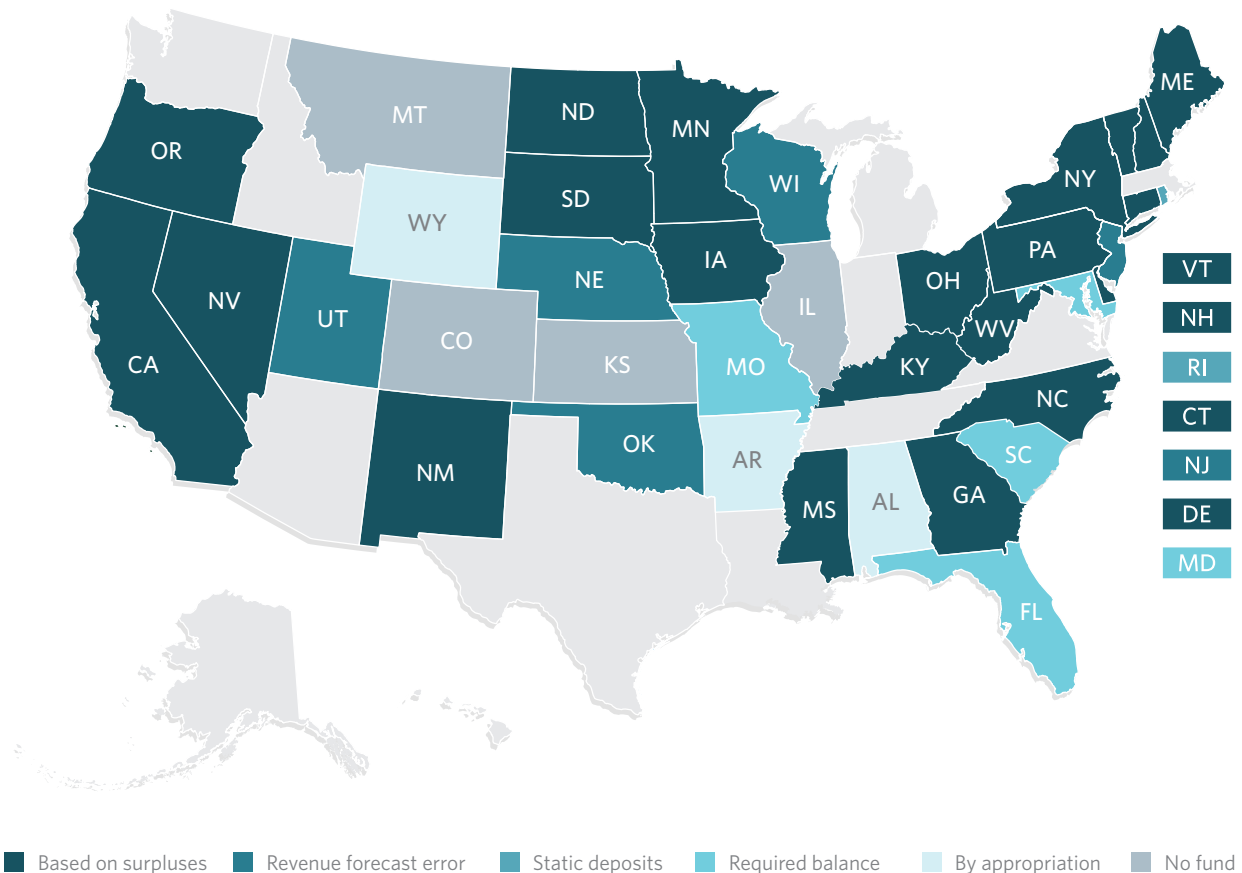 ME
ND
MT
MN
OR
NY
WI
SD
WY
PA
IA
VT
NE
OH
NV
IL
NH
UT
WV
CO
KS
MO
KY
CA
RI
NC
CT
OK
SC
AR
NJ
NM
GA
AL
MS
DE
MD
FL
Based on surpluses Revenue forecast error Static deposits Required balance By appropriation No fund